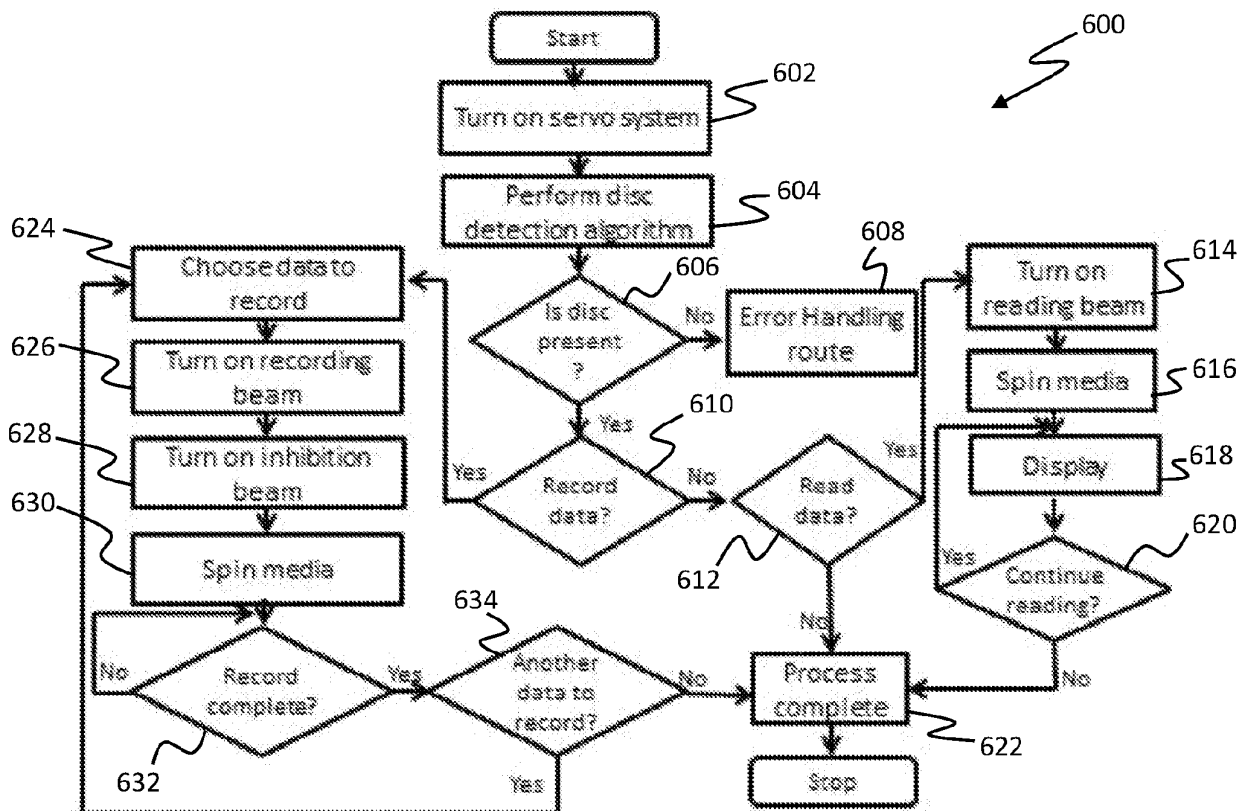 Start
600
602
Turn on servo system
604
Perform disc
detection algorithm
624
Choose data to
record
606
Is disc
present
?
No
608
Error Handling
route
614
Turn on
reading beam
626
Turn on recording
beam
616
Spin media
Yes
610
Record
data?
Yes
No
Read
data?
612
Yes
No
618
Display
628
Turn on inhibition
beam
620
Continue
reading?
Yes
No
630
Spin media
632
Record
complete?
No
Yes
634
Another
data to
record?
No
Yes
Process
complete
622
Stop